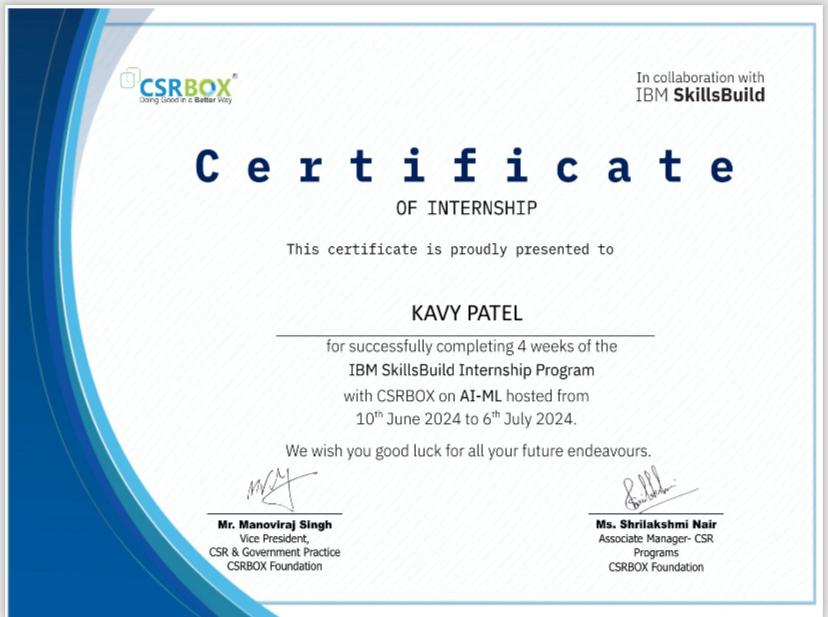 CSRBOX®
Doing Good in a Better Way
In collaboration with
IBM SkillsBuild
Certificate
OF INTERNSHIP
This certificate is proudly presented to
KAVY PATEL
for successfully completing 4 weeks of the
IBM SkillsBuild Internship Program
with CSRBOX on AI-ML hosted from
10th June 2024 to 6th July 2024.
We wish you good luck for all your future endeavours.
Mr. Manoviraj Singh
Vice President,
CSR & Government Practice
CSRBOX Foundation
Ms. Shrilakshmi Nair
Associate Manager- CSR
Programs
CSRBOX Foundation